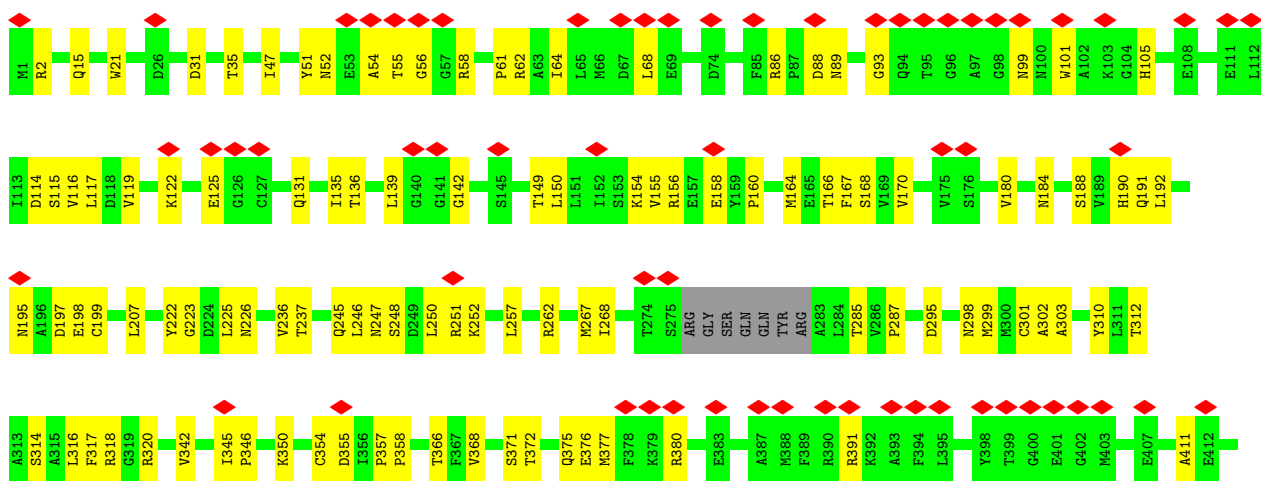 M1 R2 Q15 W21 D26 D31 T35 I47 Y51 N52 E53 A54 T55 G56 G57 R58 P61 R62 A63 I64 L65 M66 D67 L68 E69 D74 F85 R86 P87 D88 N89 G93 Q94 T95 G96 A97 G98 N99 N100 W101 A102 K103 G104 H105 E108 E111 L112
I113 D114 S115 V116 L117 D118 V119 K122 E125 G126 C127 Q131 I135 T136 L139 G140 G141 G142 S145 T149 L150 L151 I152 S153 K154 V155 R156 E157 E158 Y159 P160 M164 E165 T166 F167 S168 V169 V170 V175 S176 V180 N184 S188 V189 H190 Q191 L192
N195 A196 D197 E198 C199 L207 Y222 G223 D224 L225 N226 V236 T237 Q245 L246 N247 S248 D249 L250 R251 K252 L257 R262 M267 I268 T274 S275 ARG GLY SER GLN GLN TYR ARG A283 L284 T285 V286 P287 D295 N298 M299 M300 C301 A302 A303 Y310 L311 T312
A313 S314 A315 L316 F317 R318 G319 R320 V342 I345 P346 K350 C354 D355 I356 P357 P358 T366 F367 V368 S371 T372 Q375 E376 M377 F378 K379 R380 E383 A387 M388 F389 R390 R391 K392 A393 F394 L395 Y398 T399 G400 E401 G402 M403 E407 A411 E412